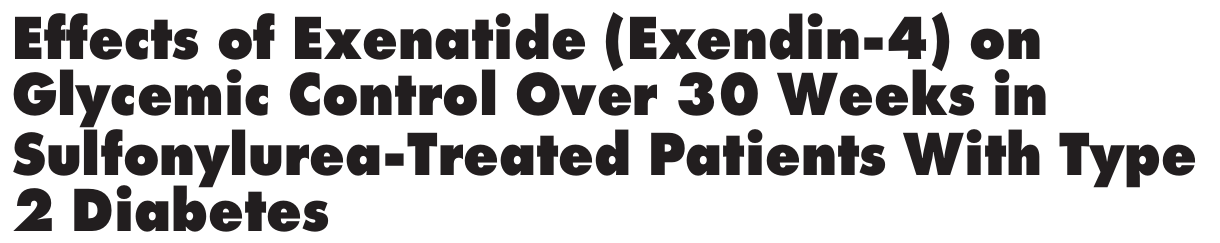 Effects of Exenatide (Exendin-4) on
Glycemic Control Over 30 Weeks in
Sulfonylurea-Treated Patients With Type
2 Diabetes